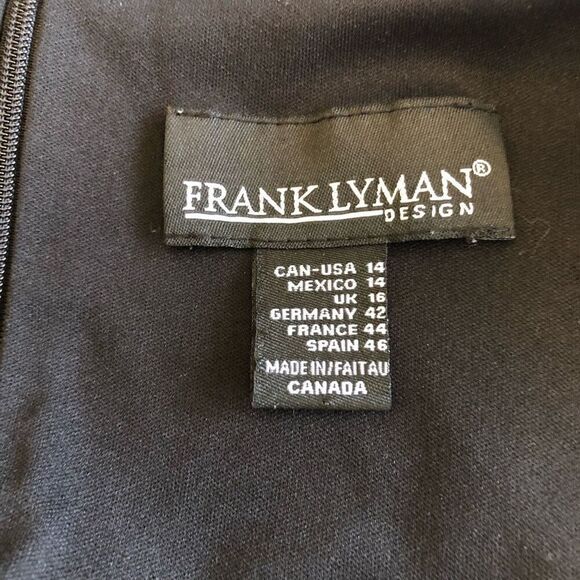 FRANK LYMAN®
DESIGN
CAN-USA 14
MEXICO 14
UK 16
GERMANY 42
FRANCE 44
SPAIN 46
MADE IN/FAIT AU
CANADA